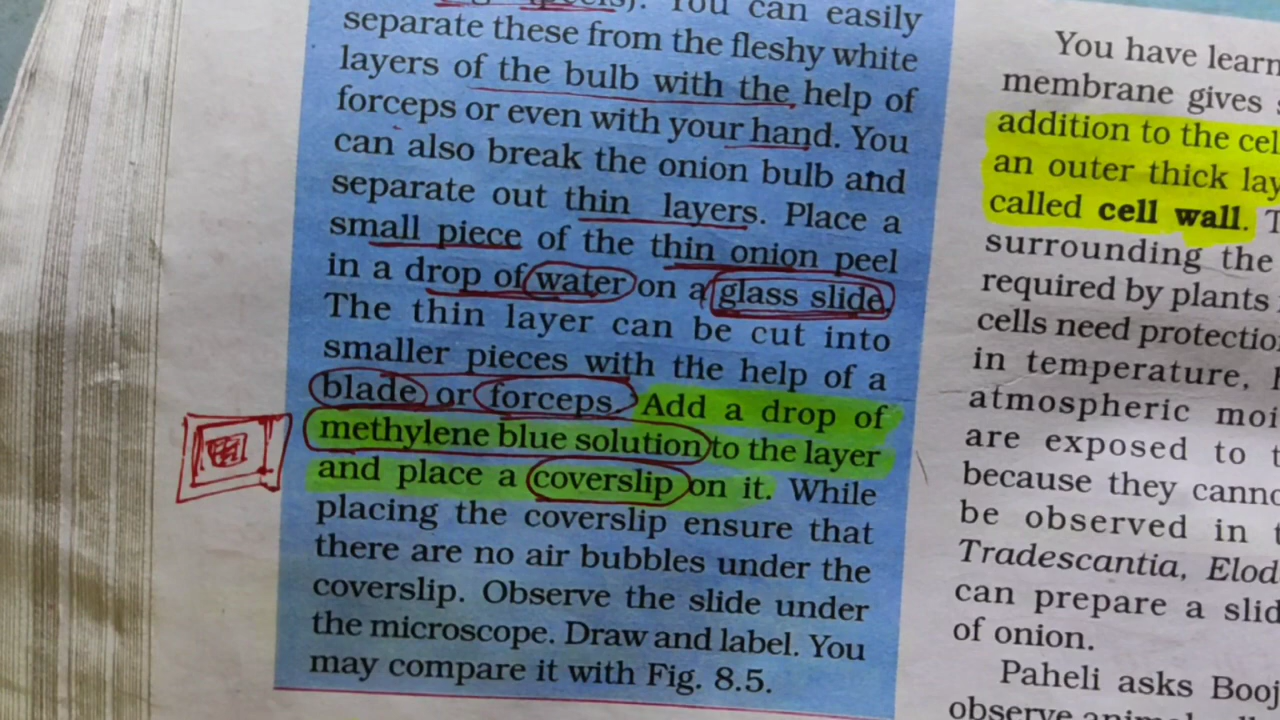 You can easily
separate these from the fleshy white
layers of the bulb with the help of
forceps or even with your hand. You
can also break the onion bulb and
separate out thin layers. Place a
small piece of the thin onion peel
in a drop of water on a glass slide.
The thin layer can be cut into
smaller pieces with the help of a
blade or forceps. Add a drop of
methylene blue solution to the layer
and place a coverslip on it. While
placing the coverslip ensure that
there are no air bubbles under the
coverslip. Observe the slide under
the microscope. Draw and label. You
may compare it with Fig. 8.5.
You have learn
membrane gives
addition to the cel
an outer thick lay
called cell wall. T
surrounding the
required by plants
cells need protectio
in temperature,
atmospheric moi
are exposed to t
because they canno
be observed in t
Tradescantia, Elod
can prepare a slid
of onion.
Paheli asks Booj
observe animal